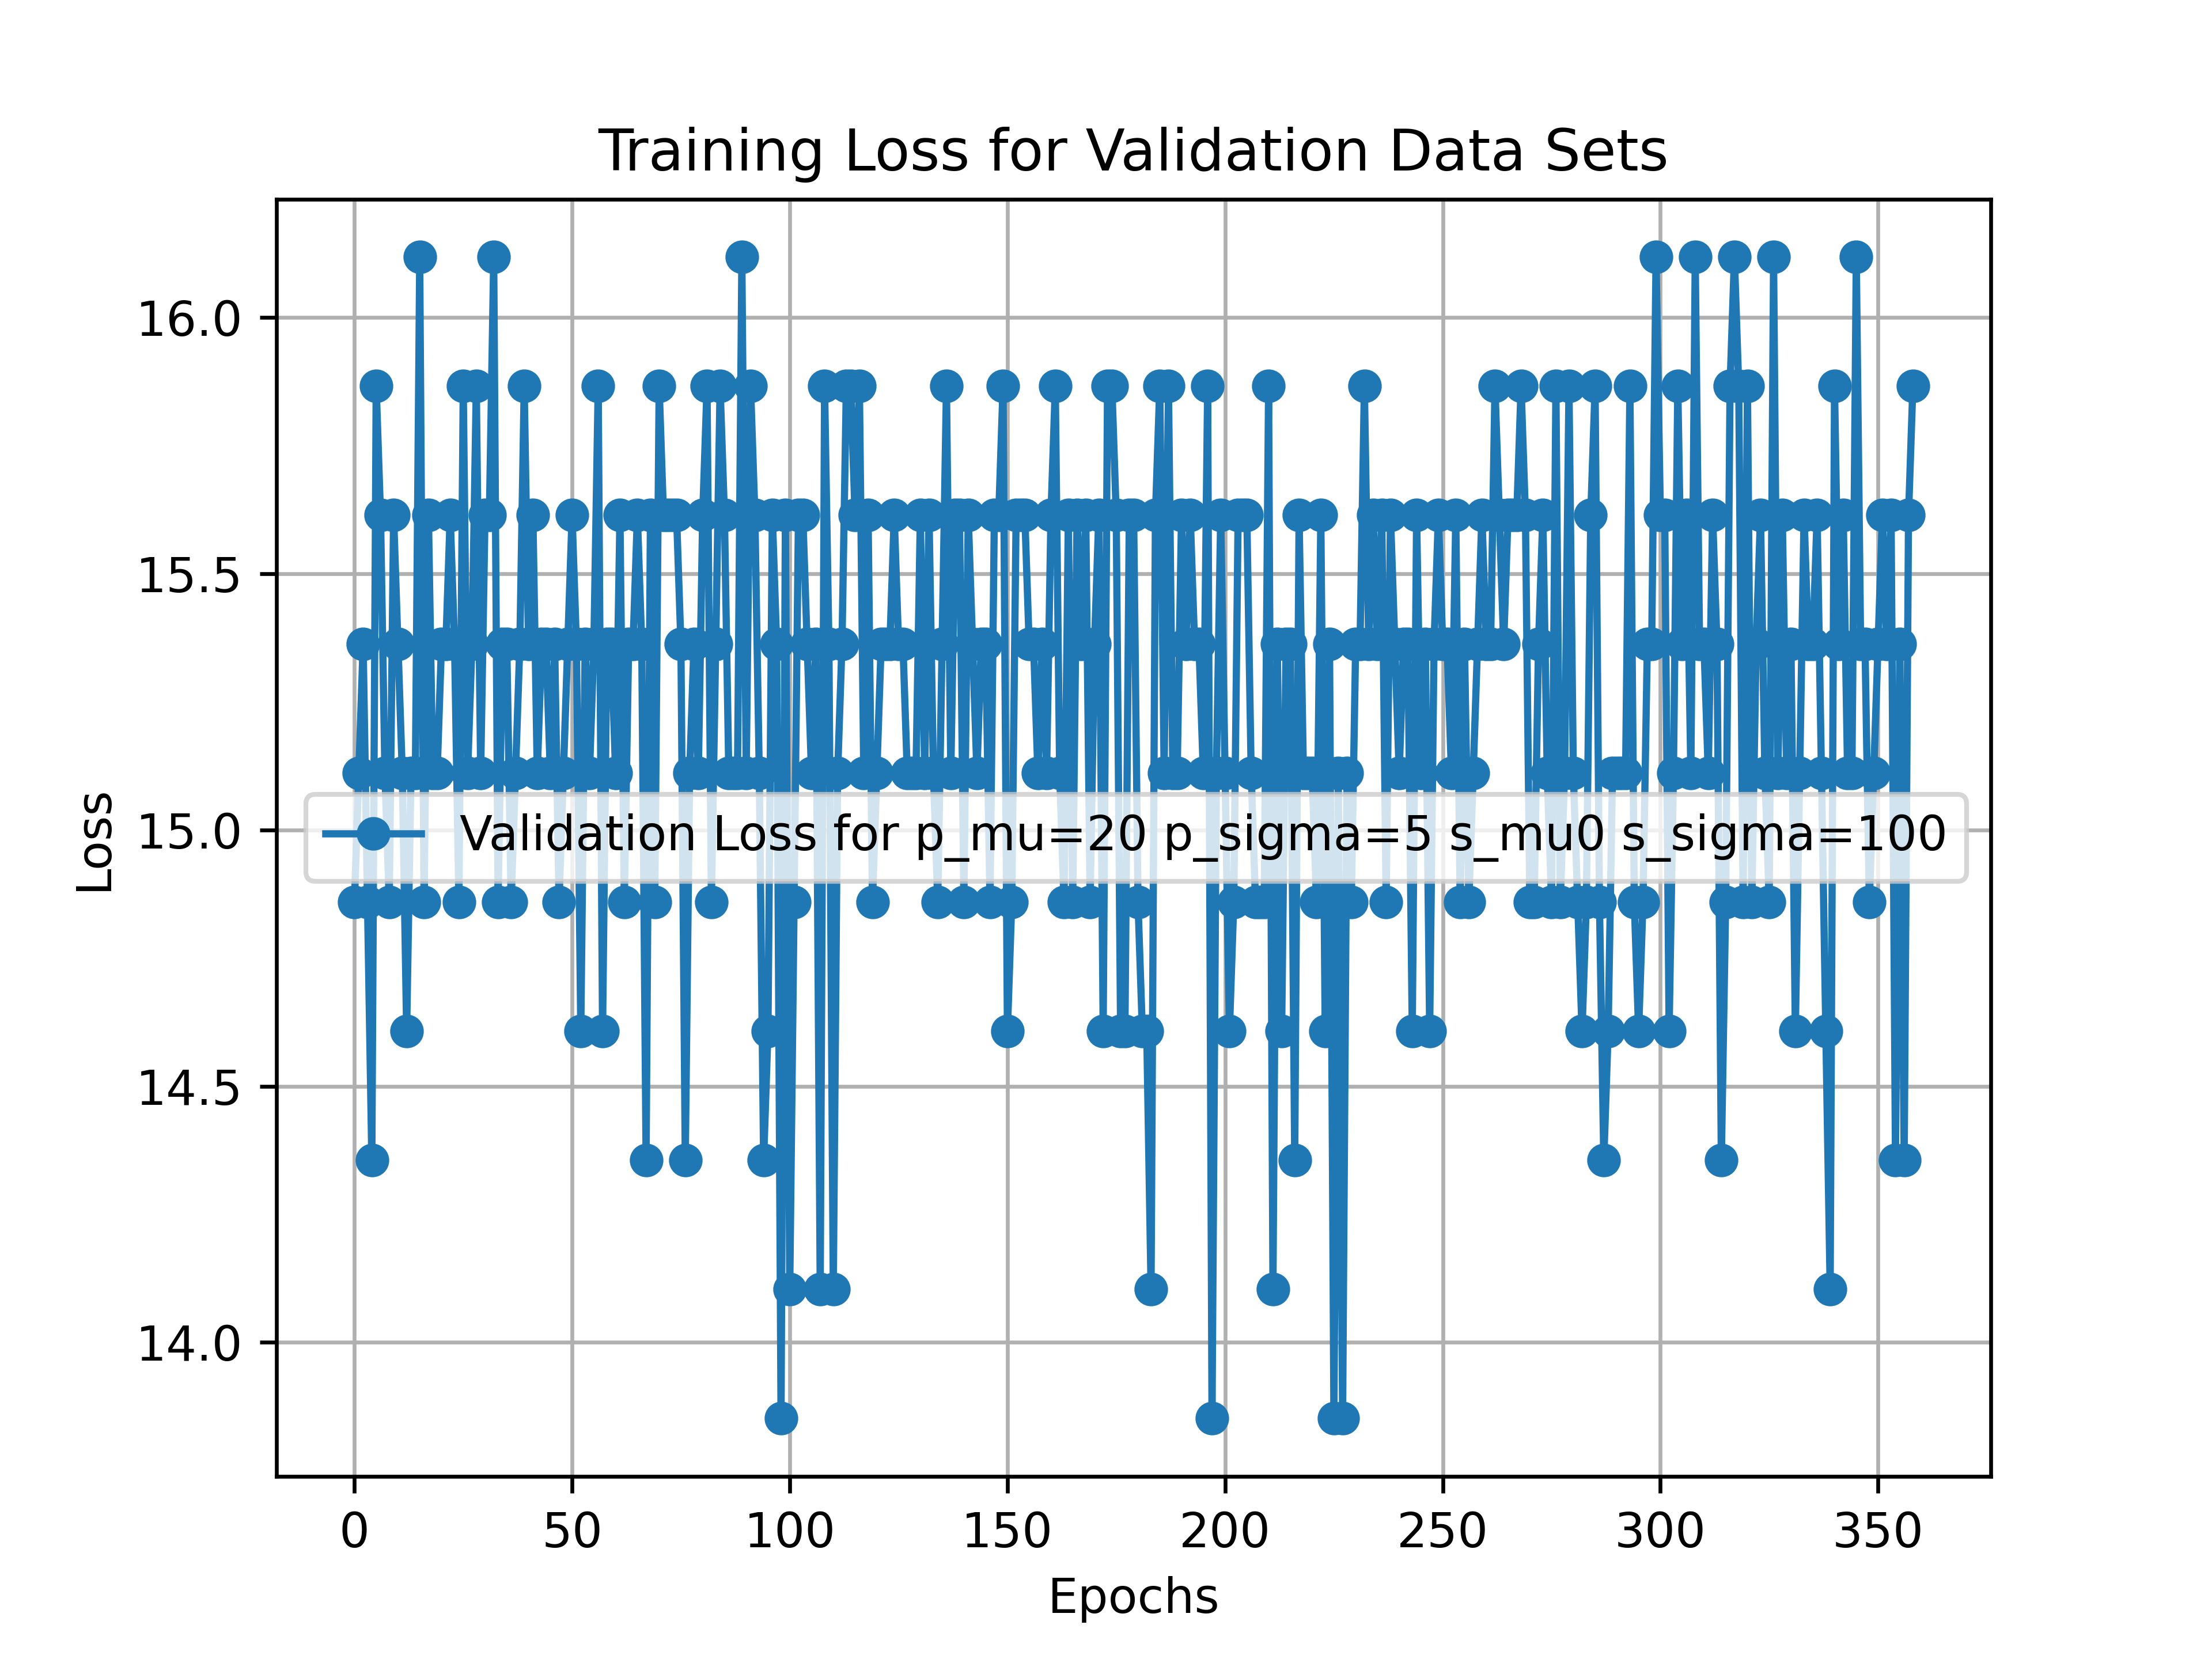 Training Loss for Validation Data Sets
16.0
15.5
15.0
14.5
14.0
Loss
Validation Loss for p_mu=20 p_sigma=5 s_mu0 s_sigma=100
0 50 100 150 200 250 300 350
Epochs